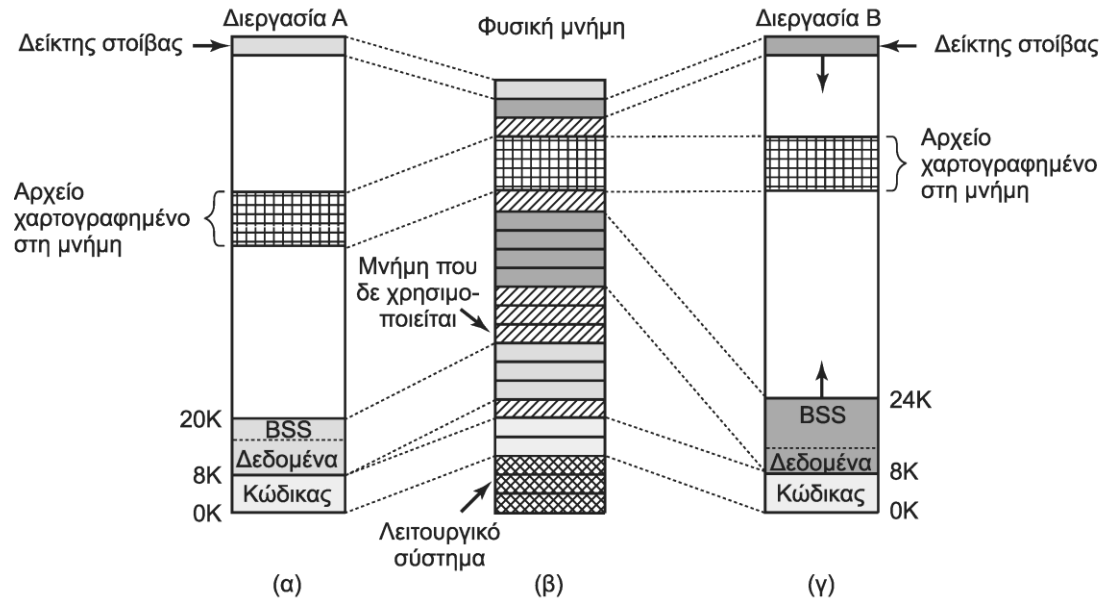 Διεργασία Α
Φυσική μνήμη
Διεργασία Β
Δείκτης στοίβας
Δείκτης στοίβας
Αρχείο
χαρτογραφημένο
στη μνήμη
Αρχείο
χαρτογραφημένο
στη μνήμη
Μνήμη που
δε χρησιμο-
ποιείται
20K
BSS
Δεδομένα
8K
Κώδικας
0K
24K
BSS
Δεδομένα
8K
Κώδικας
0K
Λειτουργικό
σύστημα
(α)
(β)
(γ)